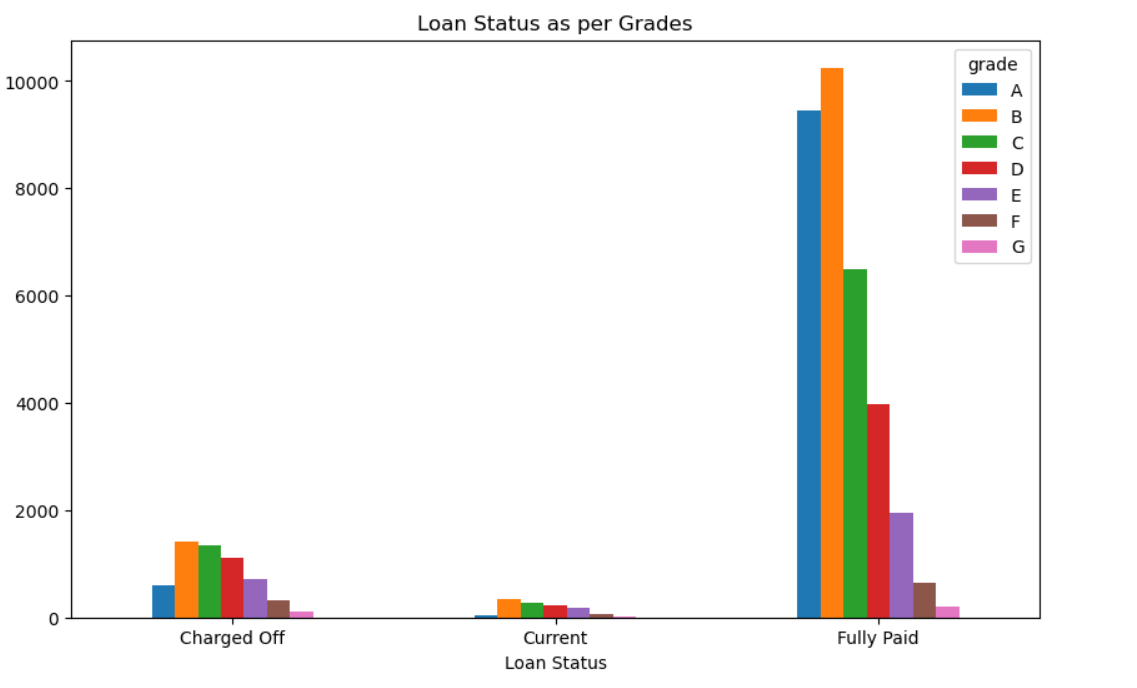 Loan Status as per Grades
10000
8000
6000
4000
2000
0
grade
A
B
C
D
E
F
G
Charged Off Current Fully Paid
Loan Status